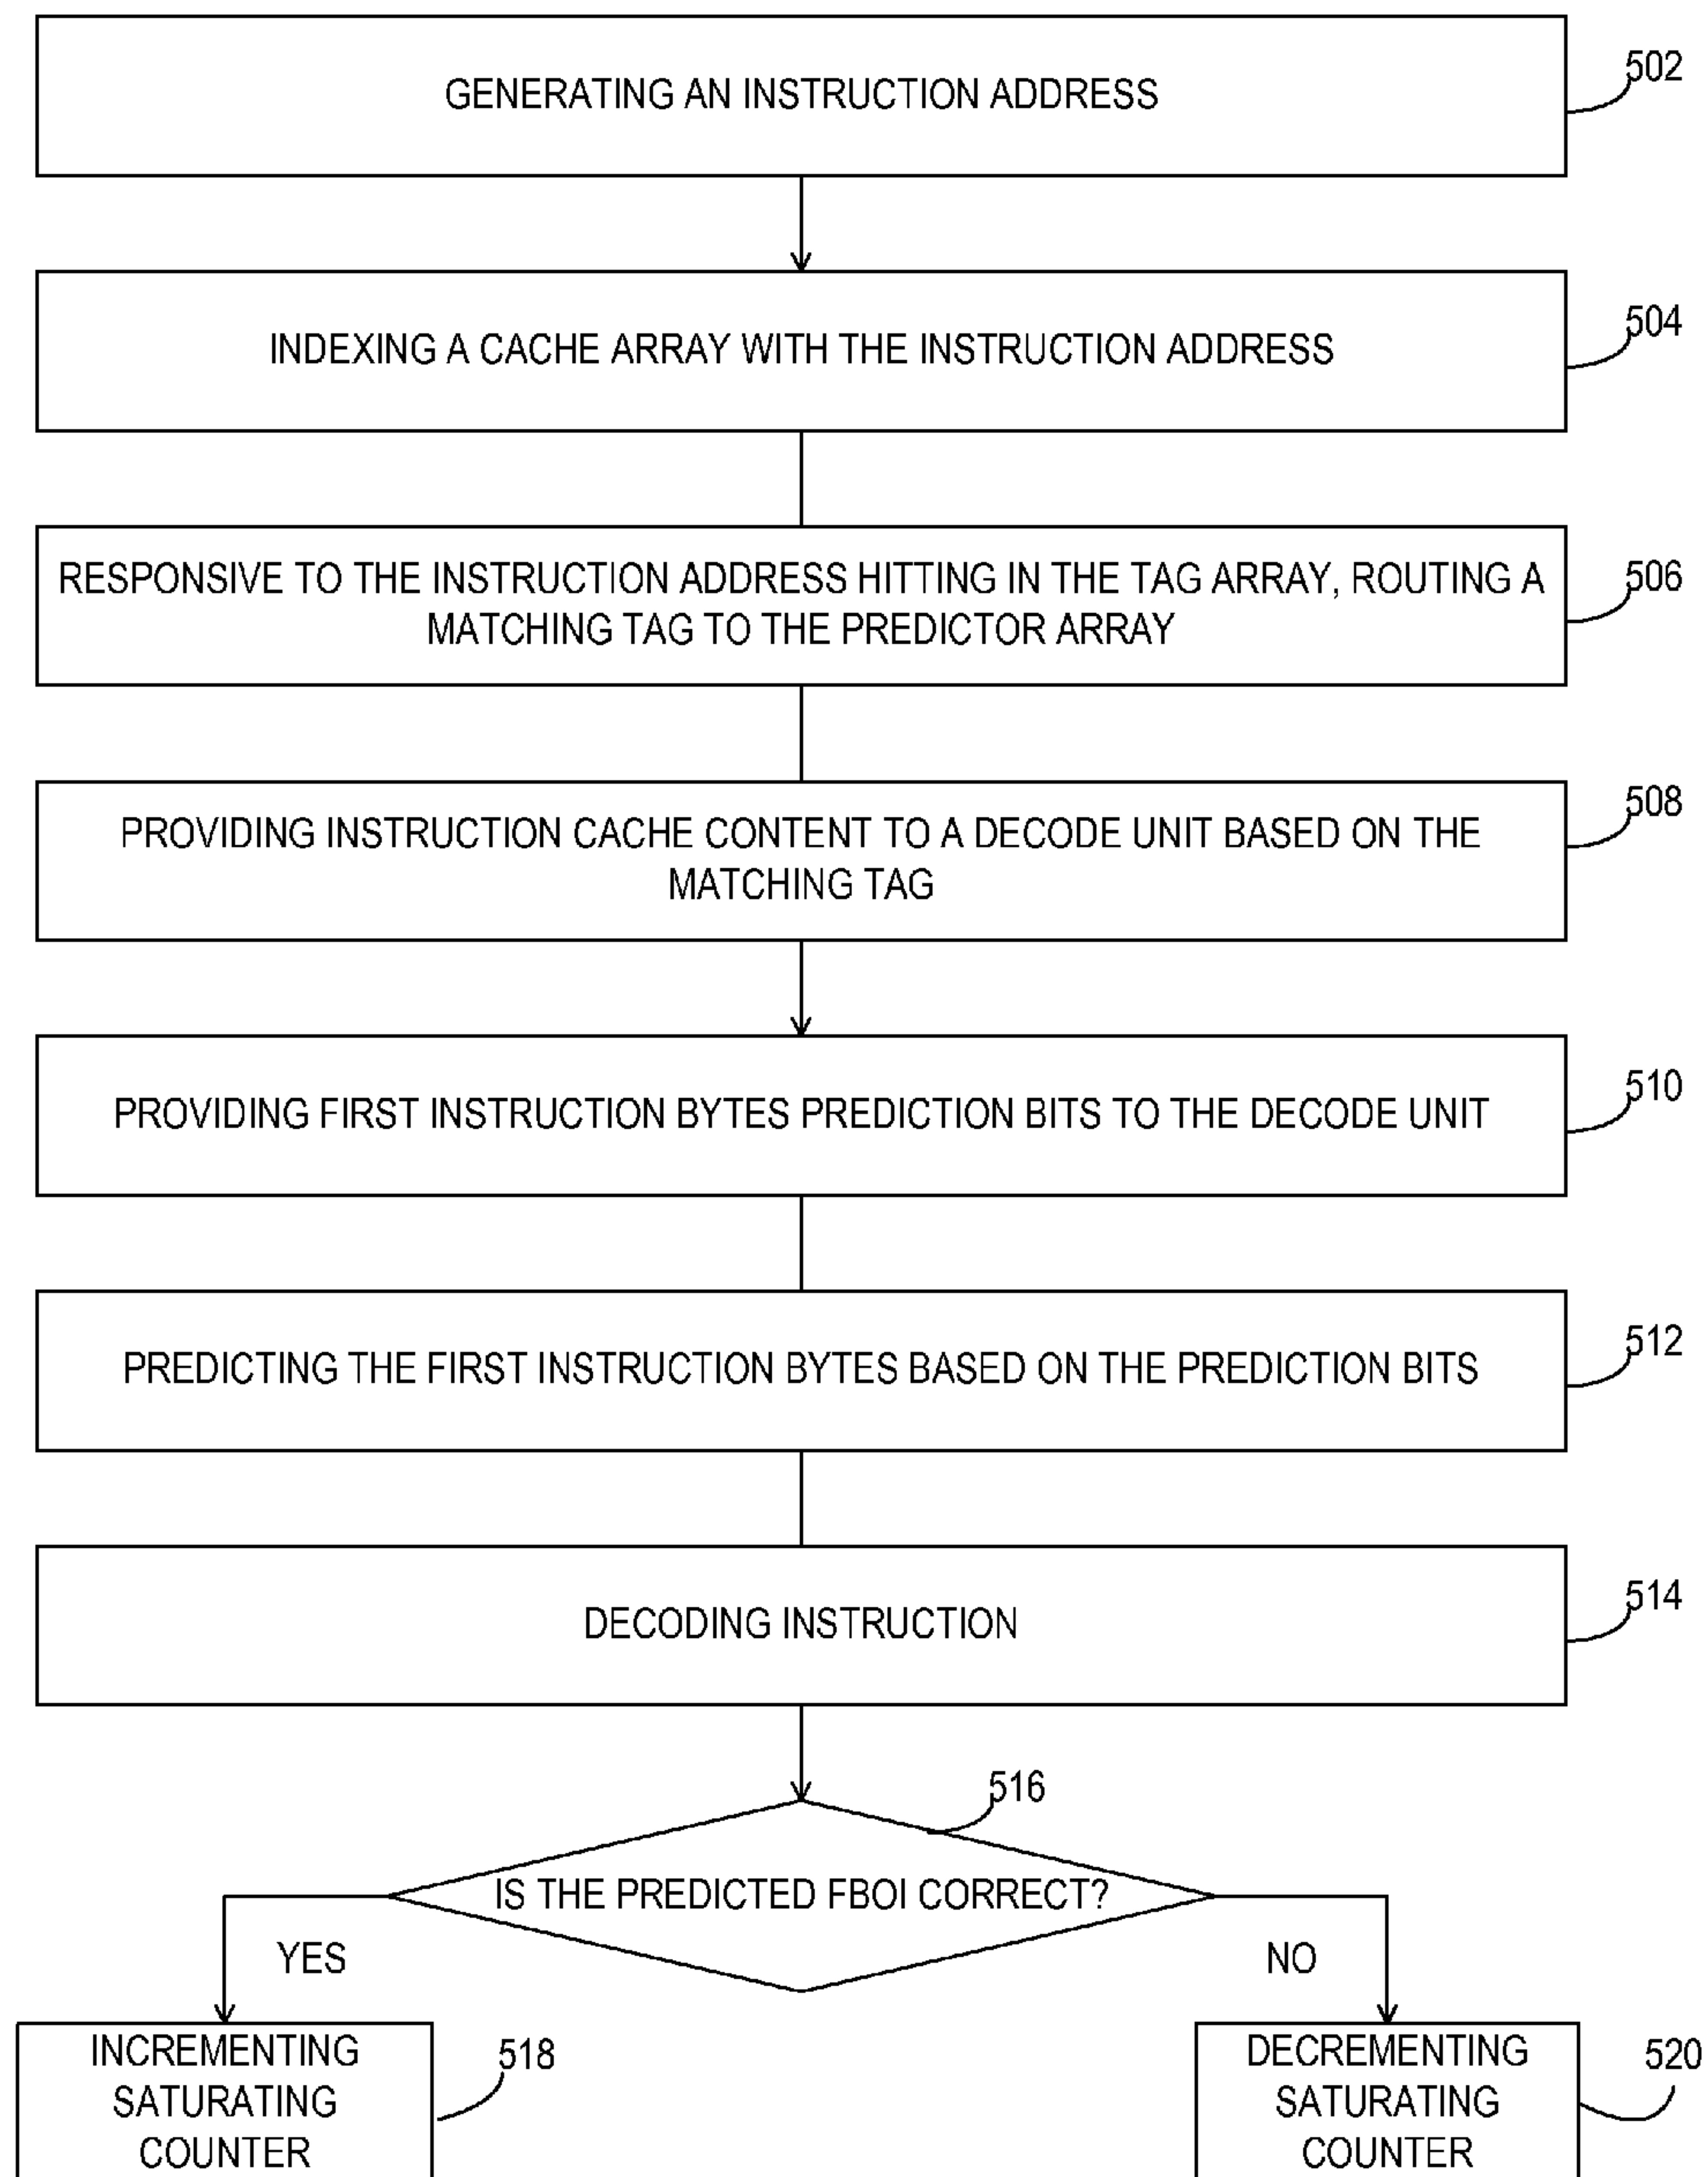 GENERATING AN INSTRUCTION ADDRESS
502
INDEXING A CACHE ARRAY WITH THE INSTRUCTION ADDRESS
504
RESPONSIVE TO THE INSTRUCTION ADDRESS HITTING IN THE TAG ARRAY, ROUTING A
MATCHING TAG TO THE PREDICTOR ARRAY
506
PROVIDING INSTRUCTION CACHE CONTENT TO A DECODE UNIT BASED ON THE
MATCHING TAG
508
PROVIDING FIRST INSTRUCTION BYTES PREDICTION BITS TO THE DECODE UNIT
510
PREDICTING THE FIRST INSTRUCTION BYTES BASED ON THE PREDICTION BITS
512
DECODING INSTRUCTION
514
516
IS THE PREDICTED FBOI CORRECT?
YES
NO
INCREMENTING
SATURATING
COUNTER
518
DECREMENTING
SATURATING
COUNTER
520